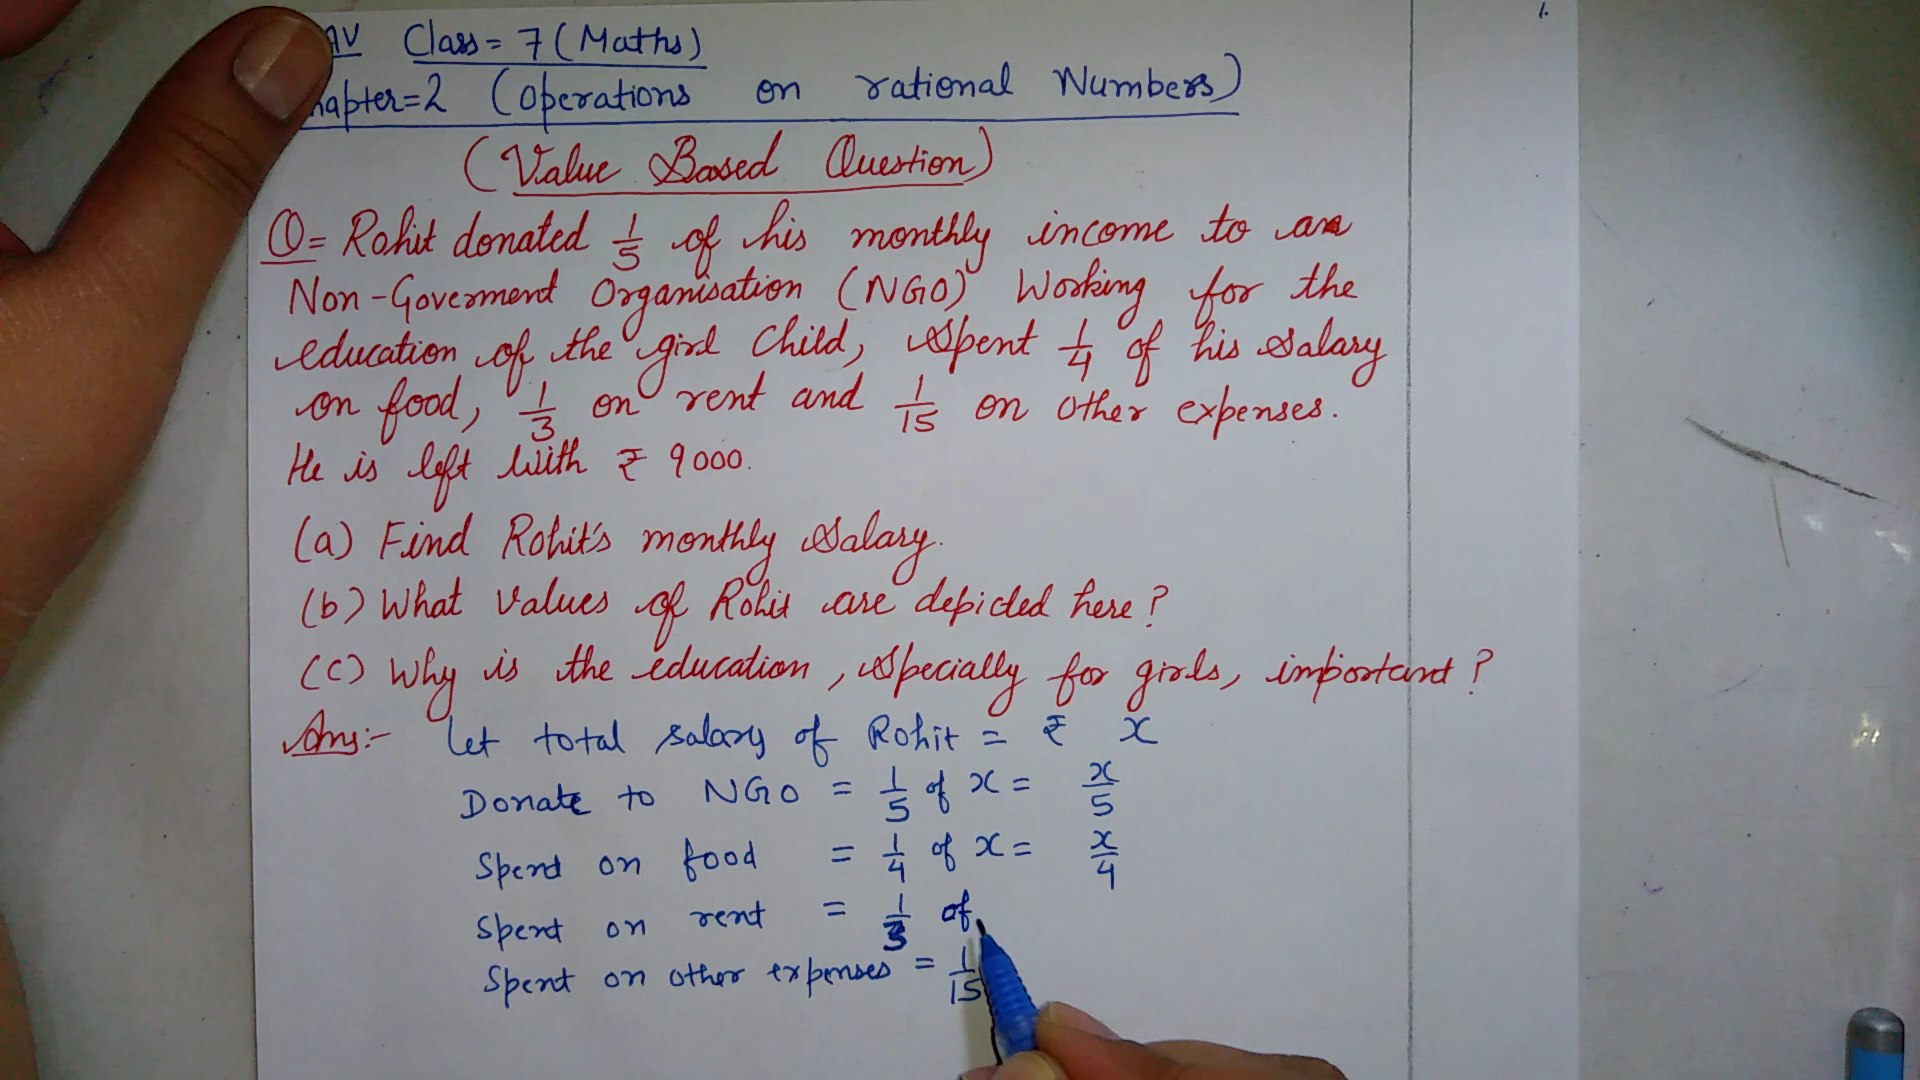 AV Class = 7 (Maths)
hapter=2 (Operations on rational Numbers)
(Value Based Question)
Q= Rohit donated 1/5 of his monthly income to an
Non-Goverment Organisation (NGO) Working for the
education of the girl child, spent 1/4 of his salary
on food, 1/3 on rent and 1/15 on other expenses.
He is left with ₹ 9000.
(a) Find Rohit's monthly salary.
(b) What values of Rohit are depicted here?
(c) Why is the education, specially for girls, important?
Ans:- Let total salary of Rohit = ₹ x
Donate to NGO = 1/5 of x = x/5
Spend on food = 1/4 of x = x/4
Spent on rent = 1/3 of
Spent on other expenses = 1/15